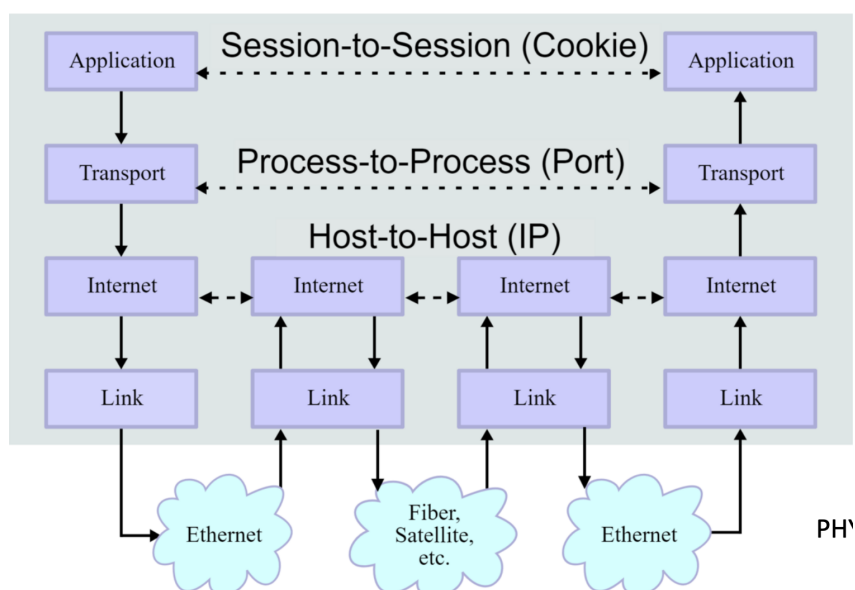 Session-to-Session (Cookie)
Application
Application
Process-to-Process (Port)
Transport
Transport
Host-to-Host (IP)
Internet
Internet
Internet
Internet
Link
Link
Link
Link
Ethernet
Fiber,
Satellite,
etc.
Ethernet
PHY